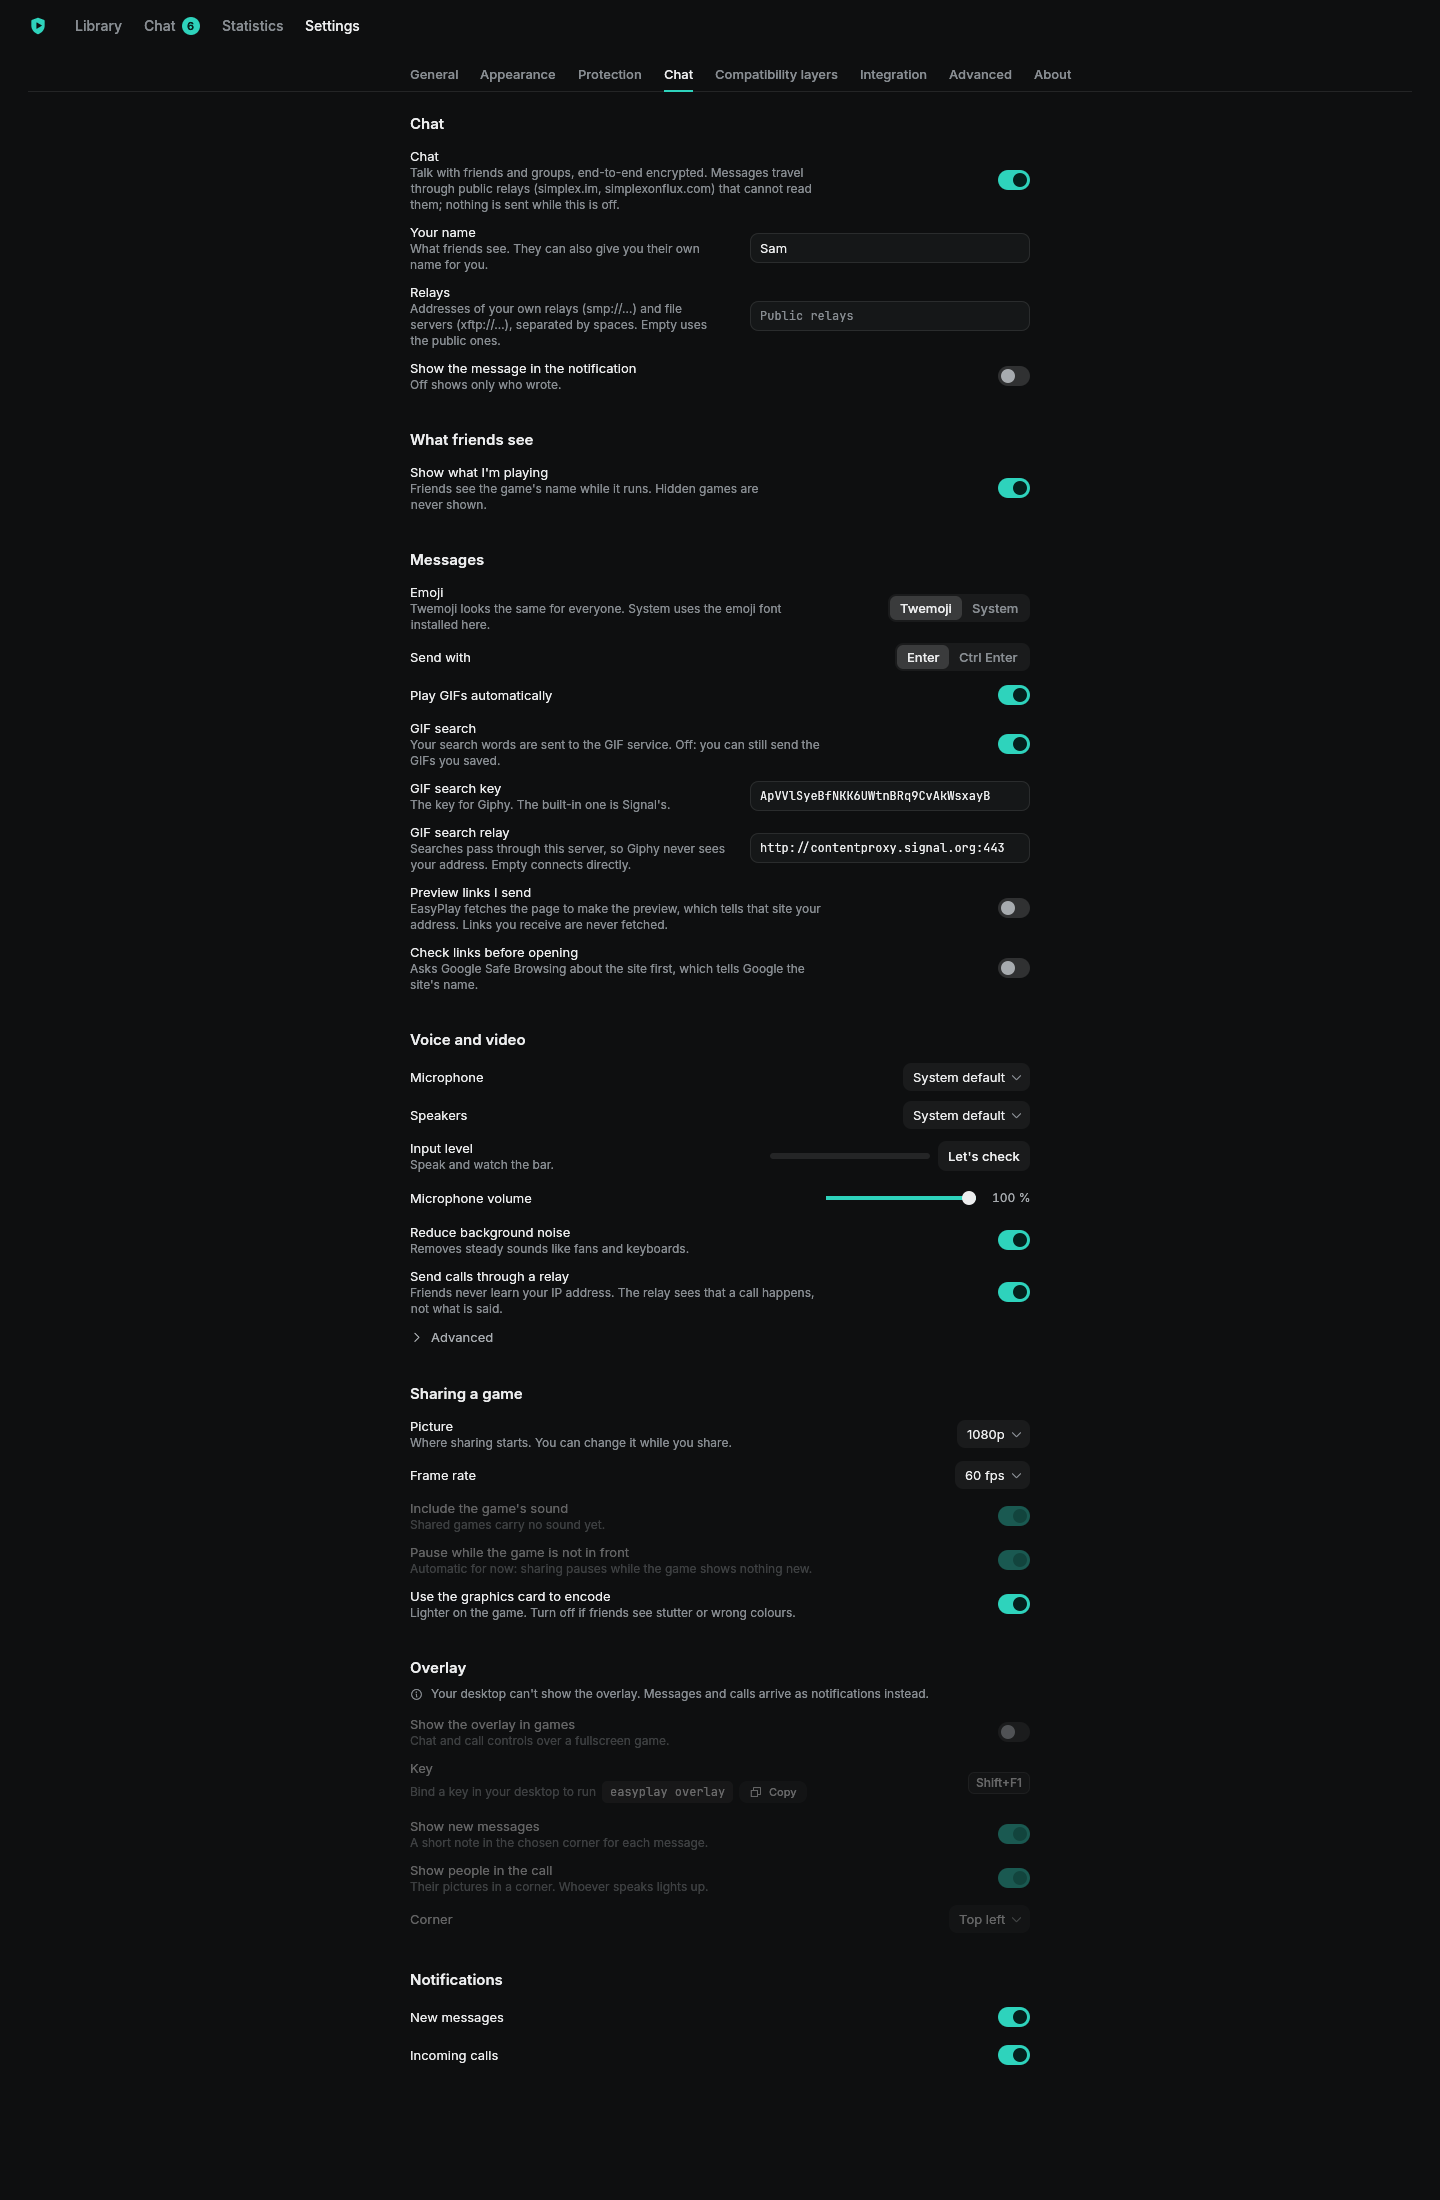 Library
Chat 6
Statistics
Settings
General
Appearance
Protection
Chat
Compatibility layers
Integration
Advanced
About
Chat
Chat
Talk with friends and groups, end-to-end encrypted. Messages travel
through public relays (simplex.im, simplexonflux.com) that cannot read
them; nothing is sent while this is off.
Your name
What friends see. They can also give you their own
name for you.
Sam
Relays
Addresses of your own relays (smp://...) and file
servers (xftp://...), separated by spaces. Empty uses
the public ones.
Public relays
Show the message in the notification
Off shows only who wrote.
What friends see
Show what I'm playing
Friends see the game's name while it runs. Hidden games are
never shown.
Messages
Emoji
Twemoji looks the same for everyone. System uses the emoji font
installed here.
Twemoji
System
Send with
Enter
Ctrl Enter
Play GIFs automatically
GIF search
Your search words are sent to the GIF service. Off: you can still send the
GIFs you saved.
GIF search key
The key for Giphy. The built-in one is Signal's.
ApVVlSyeBfNKK6UWtnBRq9CvAkWsxayB
GIF search relay
Searches pass through this server, so Giphy never sees
your address. Empty connects directly.
http://contentproxy.signal.org:443
Preview links I send
EasyPlay fetches the page to make the preview, which tells that site your
address. Links you receive are never fetched.
Check links before opening
Asks Google Safe Browsing about the site first, which tells Google the
site's name.
Voice and video
Microphone
System default
Speakers
System default
Input level
Speak and watch the bar.
Let's check
Microphone volume
100 %
Reduce background noise
Removes steady sounds like fans and keyboards.
Send calls through a relay
Friends never learn your IP address. The relay sees that a call happens,
not what is said.
Advanced
Sharing a game
Picture
Where sharing starts. You can change it while you share.
1080p
Frame rate
60 fps
Include the game's sound
Shared games carry no sound yet.
Pause while the game is not in front
Automatic for now: sharing pauses while the game shows nothing new.
Use the graphics card to encode
Lighter on the game. Turn off if friends see stutter or wrong colours.
Overlay
Your desktop can't show the overlay. Messages and calls arrive as notifications instead.
Show the overlay in games
Chat and call controls over a fullscreen game.
Key
Bind a key in your desktop to run easyplay overlay Copy
Shift+F1
Show new messages
A short note in the chosen corner for each message.
Show people in the call
Their pictures in a corner. Whoever speaks lights up.
Corner
Top left
Notifications
New messages
Incoming calls